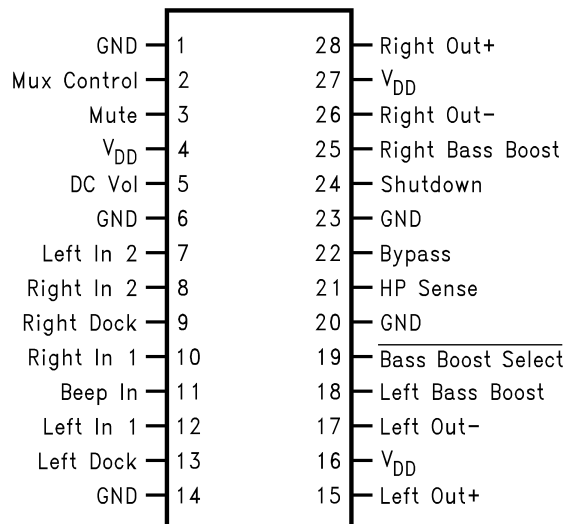 GND 1 28 Right Out+
Mux Control 2 27 VDD
Mute 3 26 Right Out-
VDD 4 25 Right Bass Boost
DC Vol 5 24 Shutdown
GND 6 23 GND
Left In 2 7 22 Bypass
Right In 2 8 21 HP Sense
Right Dock 9 20 GND
Right In 1 10 19 Bass Boost Select
Beep In 11 18 Left Bass Boost
Left In 1 12 17 Left Out-
Left Dock 13 16 VDD
GND 14 15 Left Out+